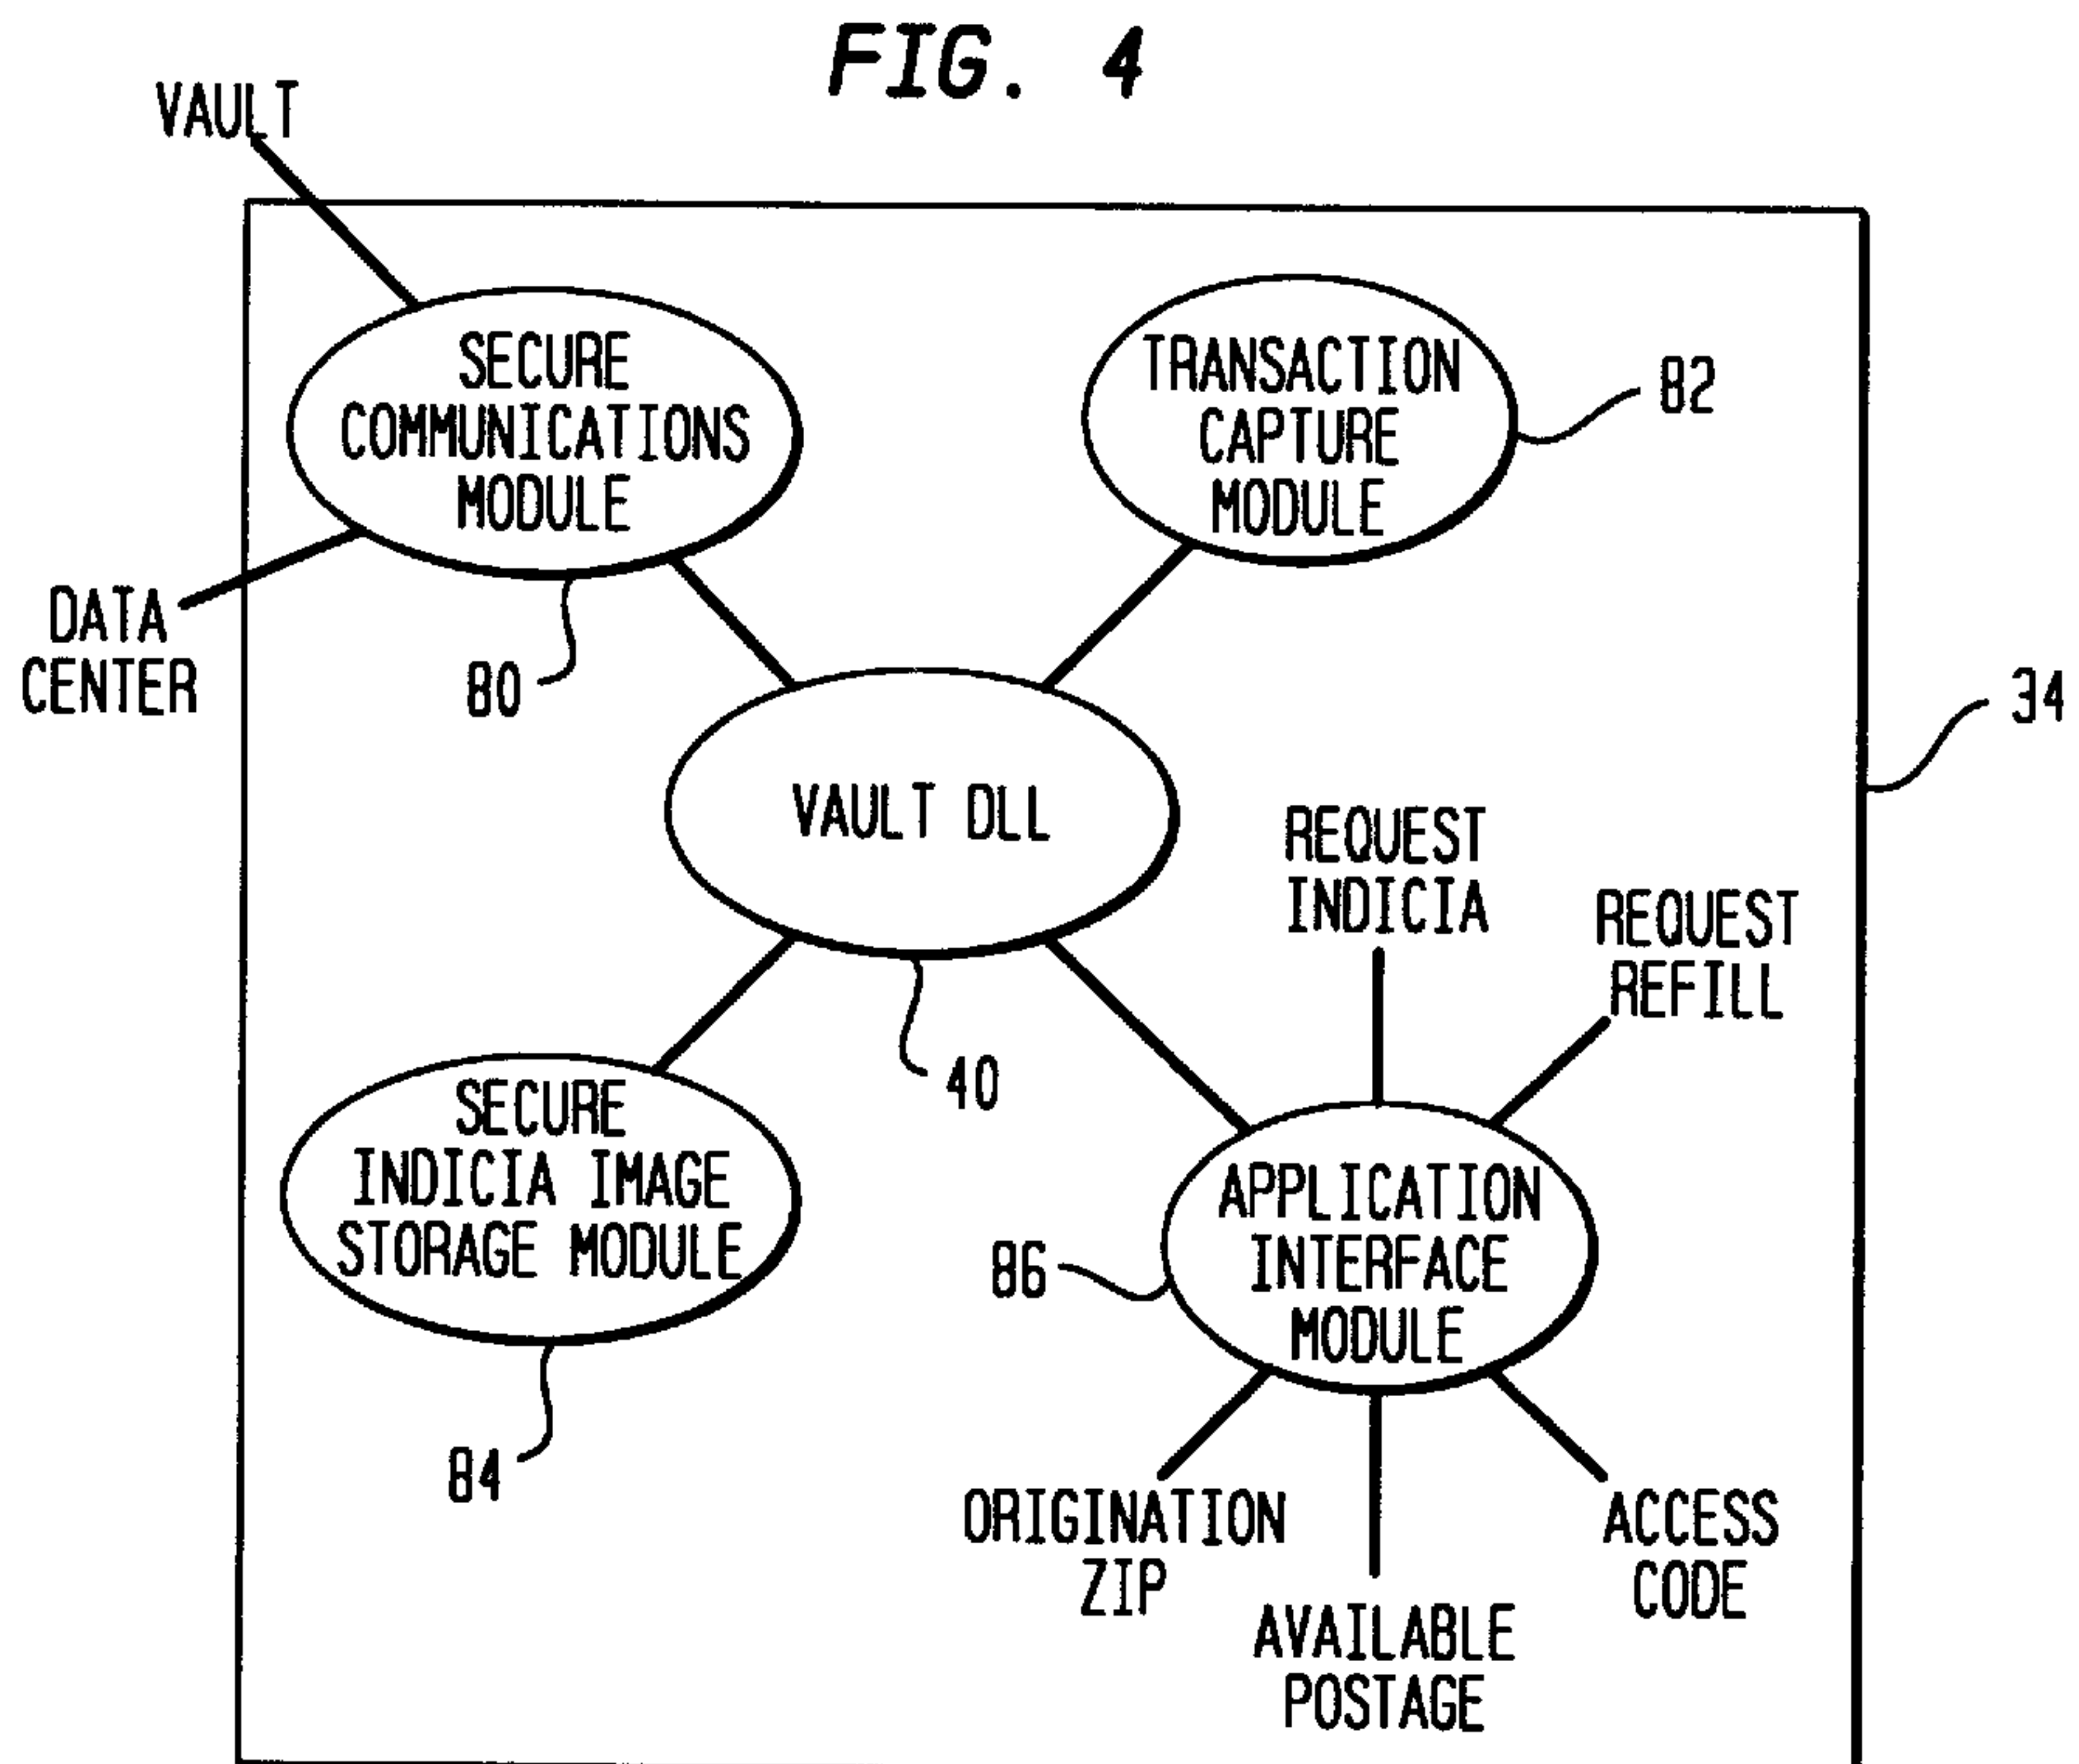 FIG. 4
VAULT
SECURE
COMMUNICATIONS
MODULE
TRANSACTION
CAPTURE
MODULE
82
DATA
CENTER
80
34
VAULT DLL
REQUEST
INDICIA
REQUEST
REFILL
40
SECURE
INDICIA IMAGE
STORAGE MODULE
APPLICATION
INTERFACE
MODULE
86
84
ORIGINATION
ZIP
AVAILABLE
POSTAGE
ACCESS
CODE